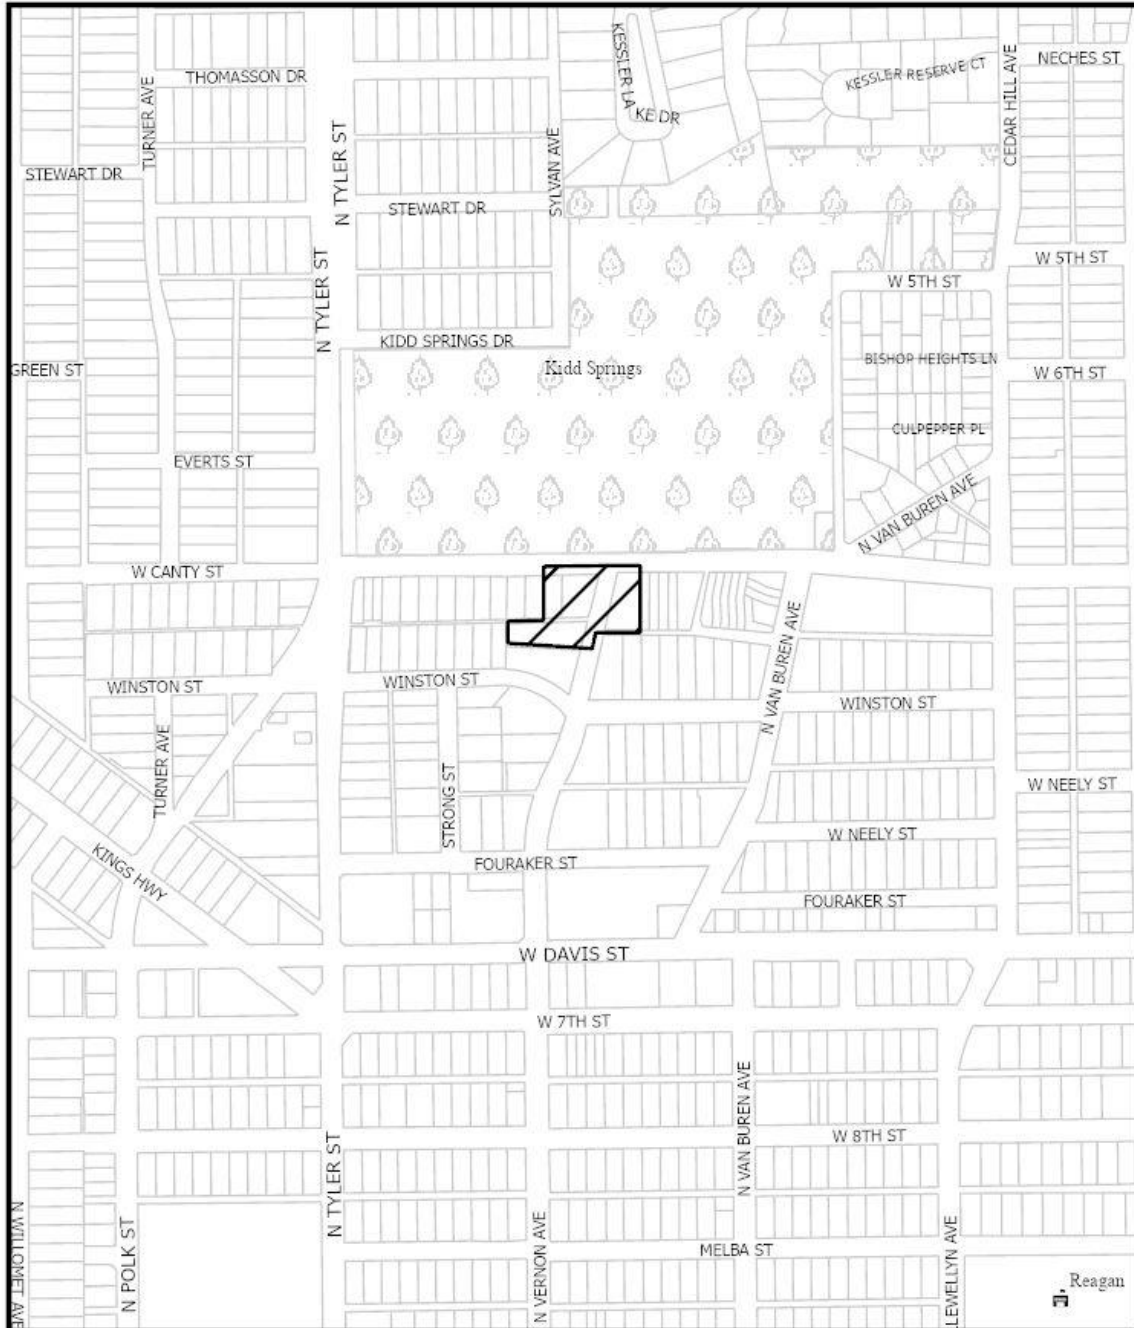 NECHES ST
KESSLER LA
KESSLER RESERVE CT
CEDAR HILL AVE
THOMASSON DR
TURNER AVE
KE DR
N TYLER ST
SYLVAN AVE
STEWART DR
STEWART DR
W 5TH ST
N TYLER ST
W 5TH ST
KIDD SPRINGS DR
BISHOP HEIGHTS LN
GREEN ST
Kidd Springs
W 6TH ST
CULPEPPER PL
EVERTS ST
N VAN BUREN AVE
W CANTY ST
N VAN BUREN AVE
WINSTON ST
WINSTON ST
WINSTON ST
TURNER AVE
STRONG ST
W NEELY ST
W NEELY ST
KINGS HWY
FOURAKER ST
FOURAKER ST
W DAVIS ST
W 7TH ST
N VAN BUREN AVE
W 8TH ST
N TYLER ST
N WILLOMET AVE
N POLK ST
N VERNON AVE
MELBA ST
LLEWELLYN AVE
Reagan